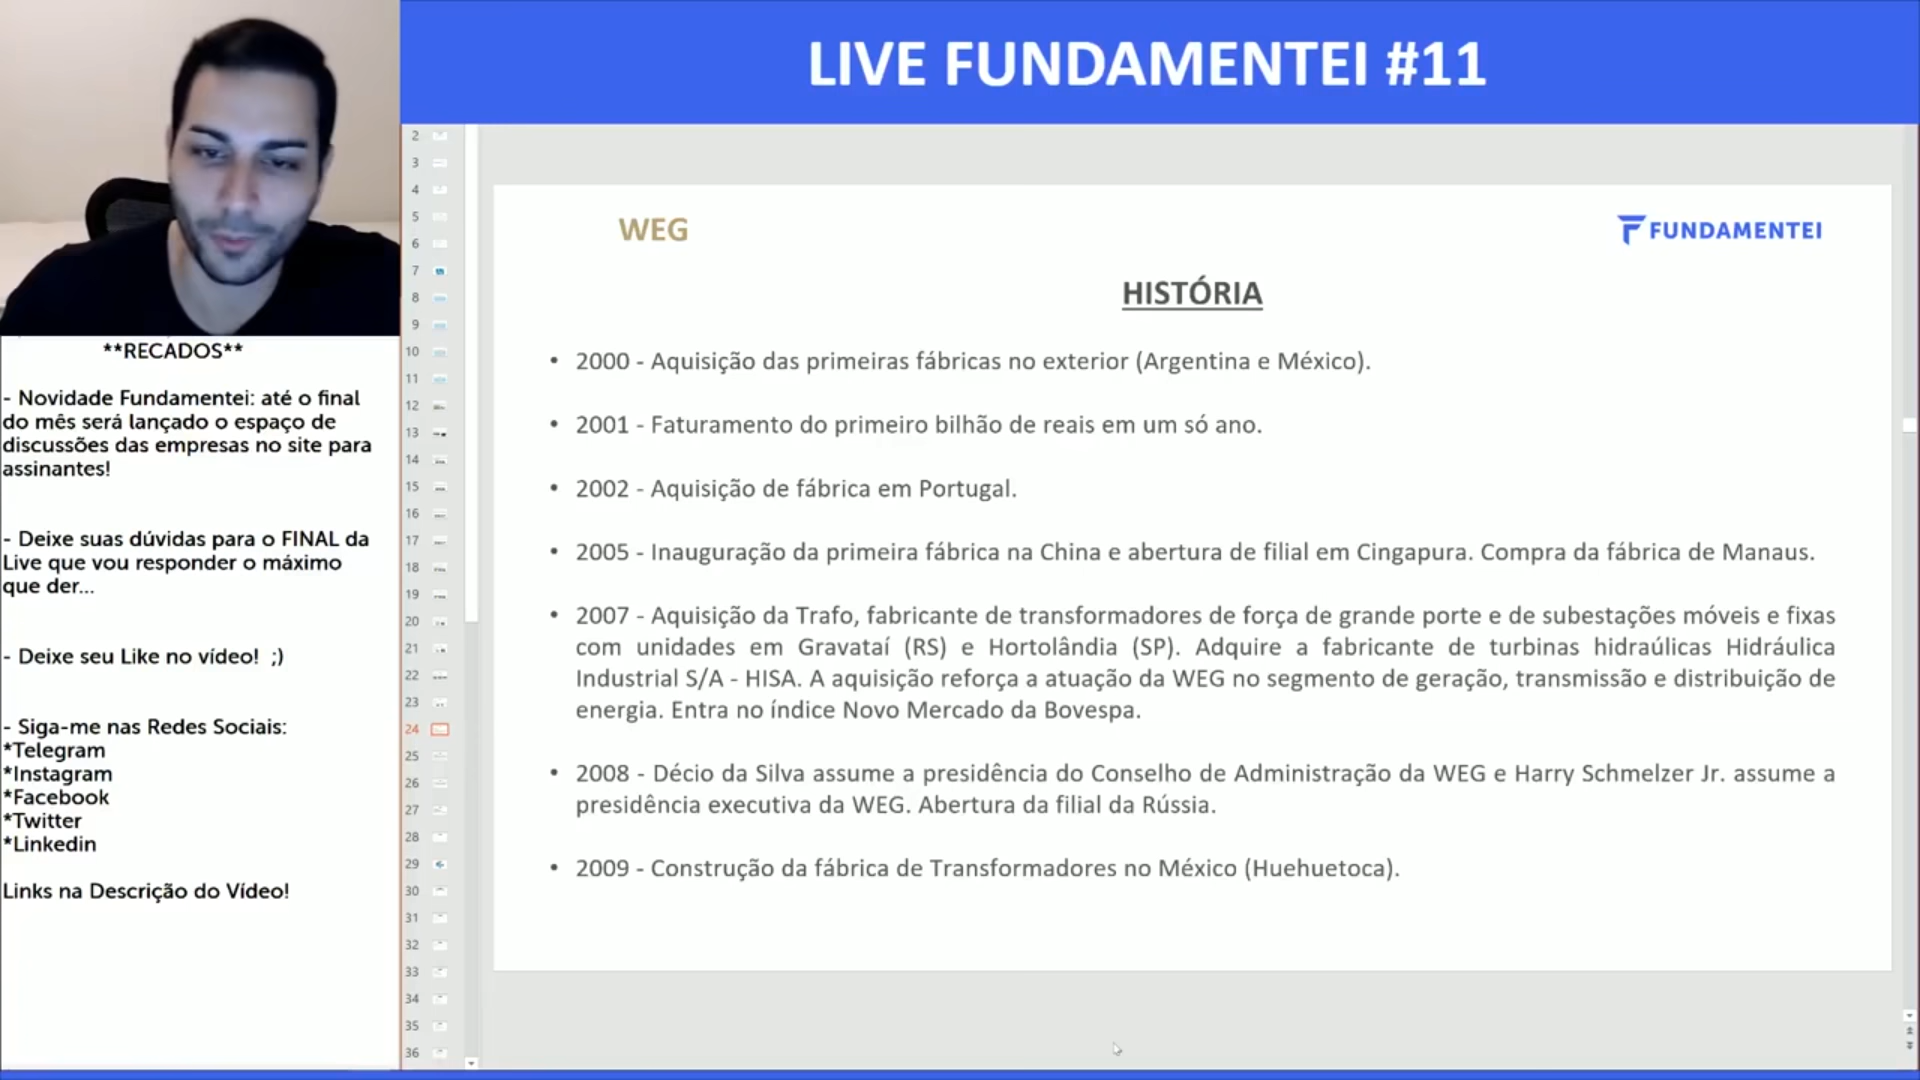 LIVE FUNDAMENTEI #11
**RECADOS**
- Novidade Fundamentei: até o final
do mês será lançado o espaço de
discussões das empresas no site para
assinantes!
- Deixe suas dúvidas para o FINAL da
Live que vou responder o máximo
que der...
- Deixe seu Like no vídeo! ;)
- Siga-me nas Redes Sociais:
*Telegram
*Instagram
*Facebook
*Twitter
*Linkedin
Links na Descrição do Vídeo!
2
3
4
5
6
7
8
9
10
11
12
13
14
15
16
17
18
19
20
21
22
23
24
25
26
27
28
29
30
31
32
33
34
35
36
WEG
FUNDAMENTEI
HISTÓRIA
• 2000 - Aquisição das primeiras fábricas no exterior (Argentina e México).
• 2001 - Faturamento do primeiro bilhão de reais em um só ano.
• 2002 - Aquisição de fábrica em Portugal.
• 2005 - Inauguração da primeira fábrica na China e abertura de filial em Cingapura. Compra da fábrica de Manaus.
• 2007 - Aquisição da Trafo, fabricante de transformadores de força de grande porte e de subestações móveis e fixas
com unidades em Gravataí (RS) e Hortolândia (SP). Adquire a fabricante de turbinas hidraúlicas Hidráulica
Industrial S/A - HISA. A aquisição reforça a atuação da WEG no segmento de geração, transmissão e distribuição de
energia. Entra no índice Novo Mercado da Bovespa.
• 2008 - Décio da Silva assume a presidência do Conselho de Administração da WEG e Harry Schmelzer Jr. assume a
presidência executiva da WEG. Abertura da filial da Rússia.
• 2009 - Construção da fábrica de Transformadores no México (Huehuetoca).